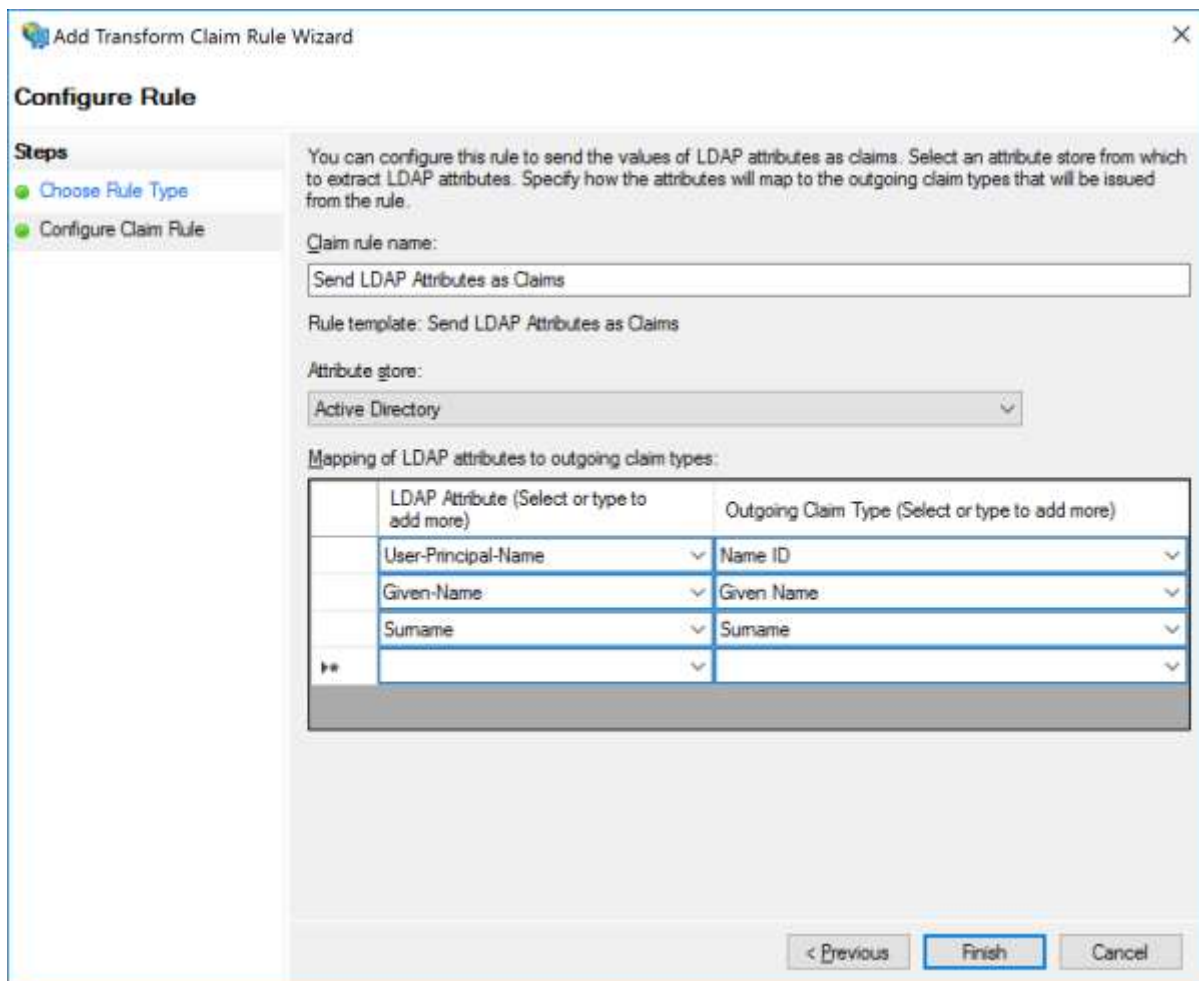 Add Transform Claim Rule Wizard
Configure Rule
Steps
Choose Rule Type
Configure Claim Rule
You can configure this rule to send the values of LDAP attributes as claims. Select an attribute store from which
to extract LDAP attributes. Specify how the attributes will map to the outgoing claim types that will be issued
from the rule.
Claim rule name:
Send LDAP Attributes as Claims
Rule template: Send LDAP Attributes as Claims
Attribute store:
Active Directory
Mapping of LDAP attributes to outgoing claim types:
LDAP Attribute (Select or type to
add more)
Outgoing Claim Type (Select or type to add more)
User-Principal-Name
Name ID
Given-Name
Given Name
Surname
Surname
< Previous
Finish
Cancel